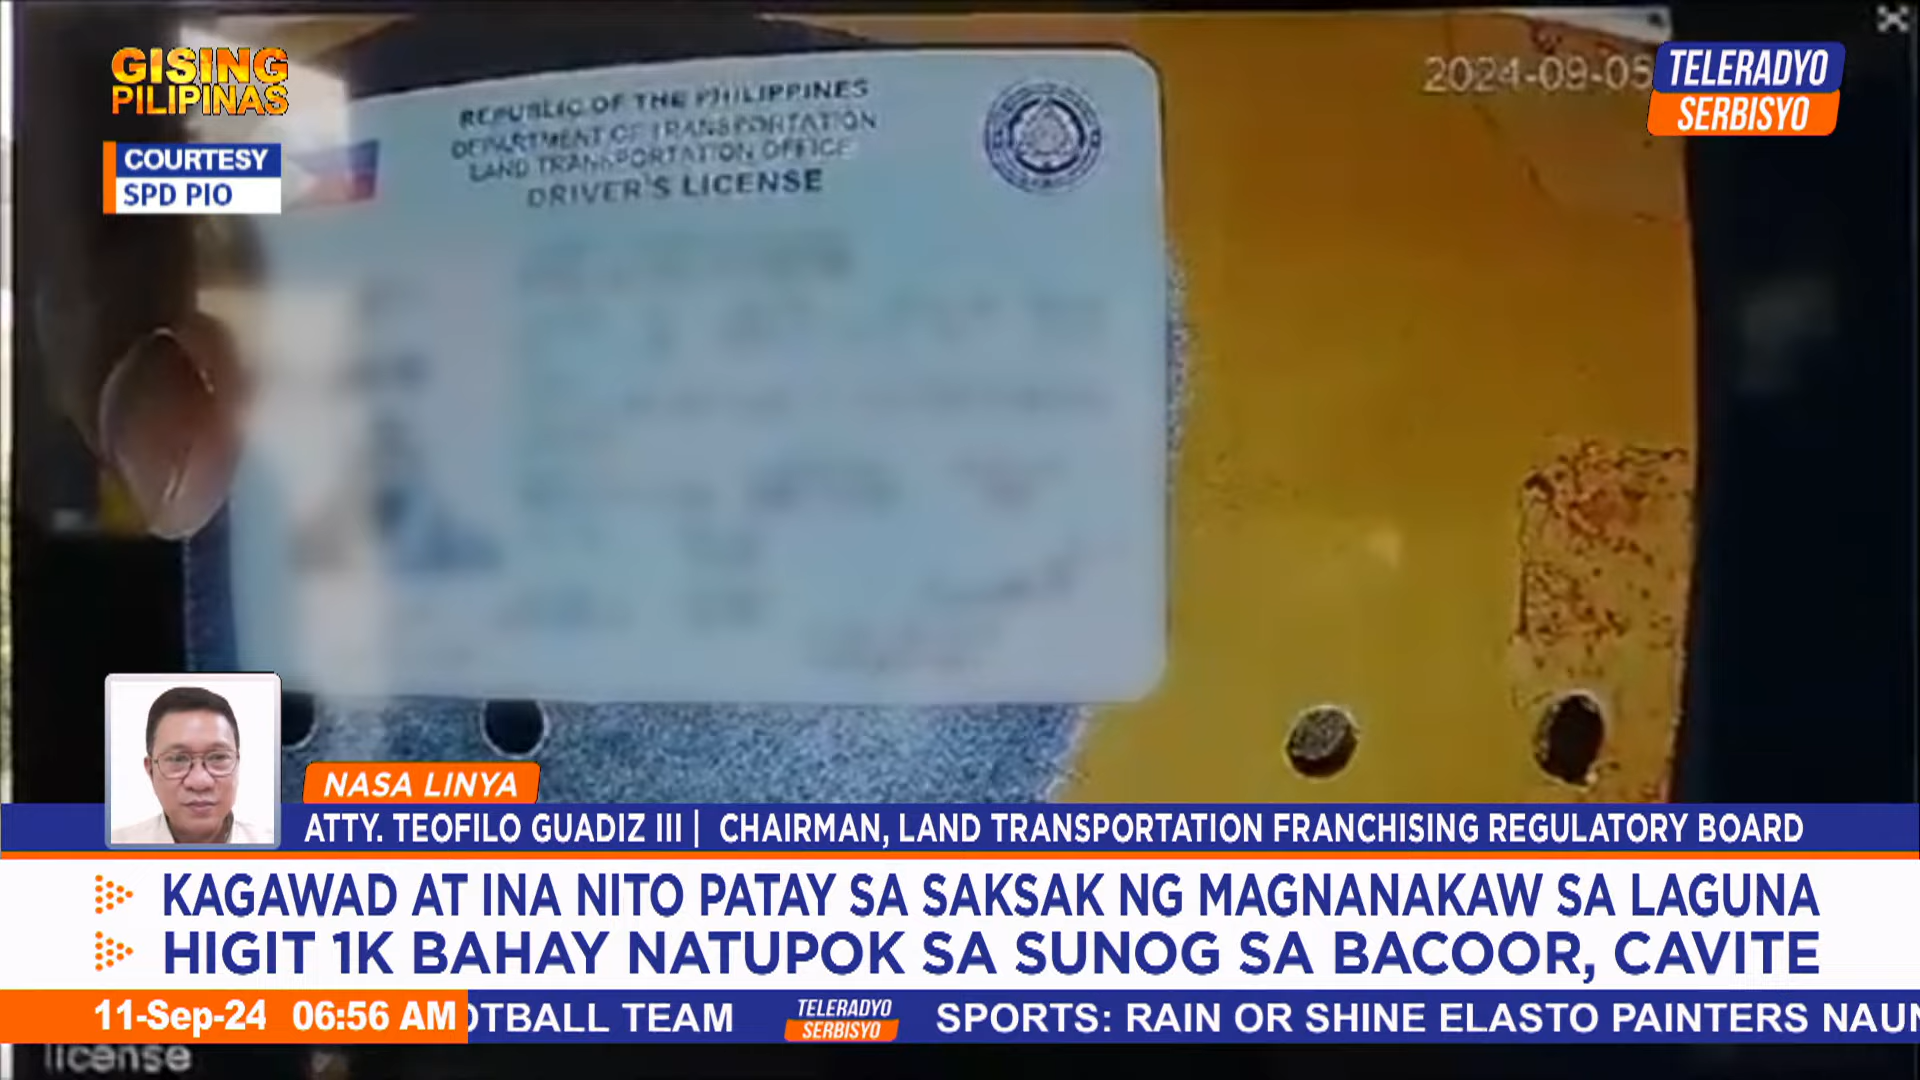 GISING
PILIPINAS
COURTESY
SPD PIO
2024-09-05
TELERADYO
SERBISYO
REPUBLIC OF THE PHILIPPINES
DEPARTMENT OF TRANSPORTATION
LAND TRANSPORTATION OFFICE
DRIVER'S LICENSE
NASA LINYA
ATTY. TEOFILO GUADIZ III | CHAIRMAN, LAND TRANSPORTATION FRANCHISING REGULATORY BOARD
KAGAWAD AT INA NITO PATAY SA SAKSAK NG MAGNANAKAW SA LAGUNA
HIGIT 1K BAHAY NATUPOK SA SUNOG SA BACOOR, CAVITE
11-Sep-24 06:56 AM OTBALL TEAM TELERADYO SERBISYO SPORTS: RAIN OR SHINE ELASTO PAINTERS NAUN
license